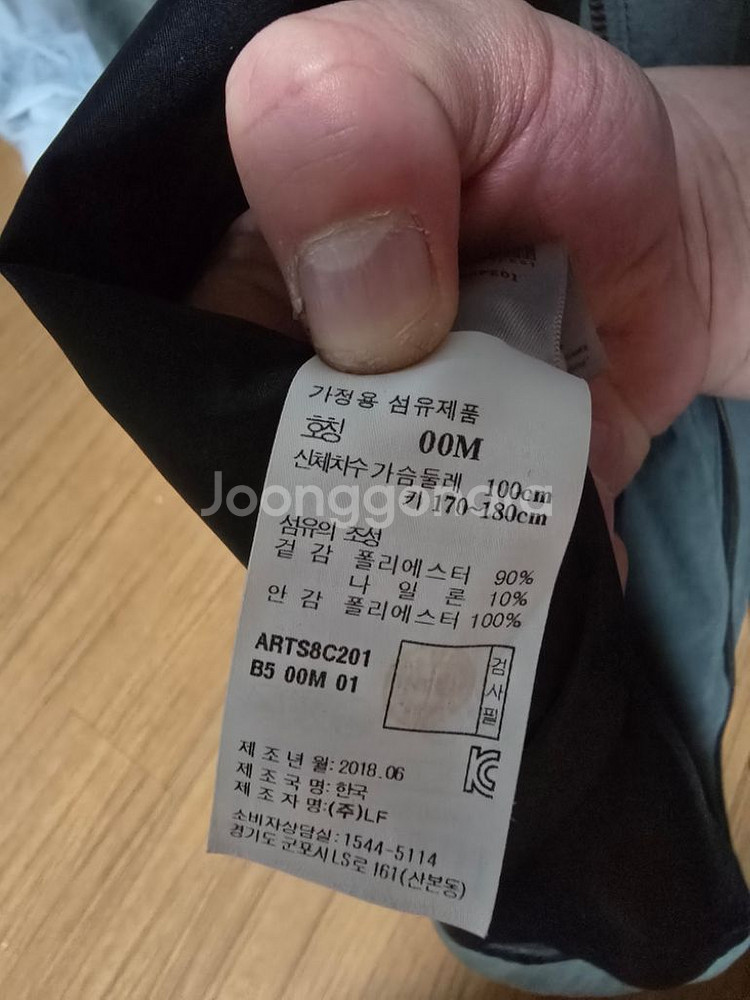 가정용 섬유제품
호칭 00M
신체치수 가슴둘레 100cm
키 170~180cm
섬유의 조성
겉 감 폴리에스터 90%
나 일 론 10%
안 감 폴리에스터 100%
ARTS8C201
B5 00M 01
검사필
제 조 년 월: 2018.06
제 조 국 명: 한국
제 조 자 명:(주)LF
소비자상담실: 1544-5114
경기도 군포시 LS로 161(산본동)
Joonggonara